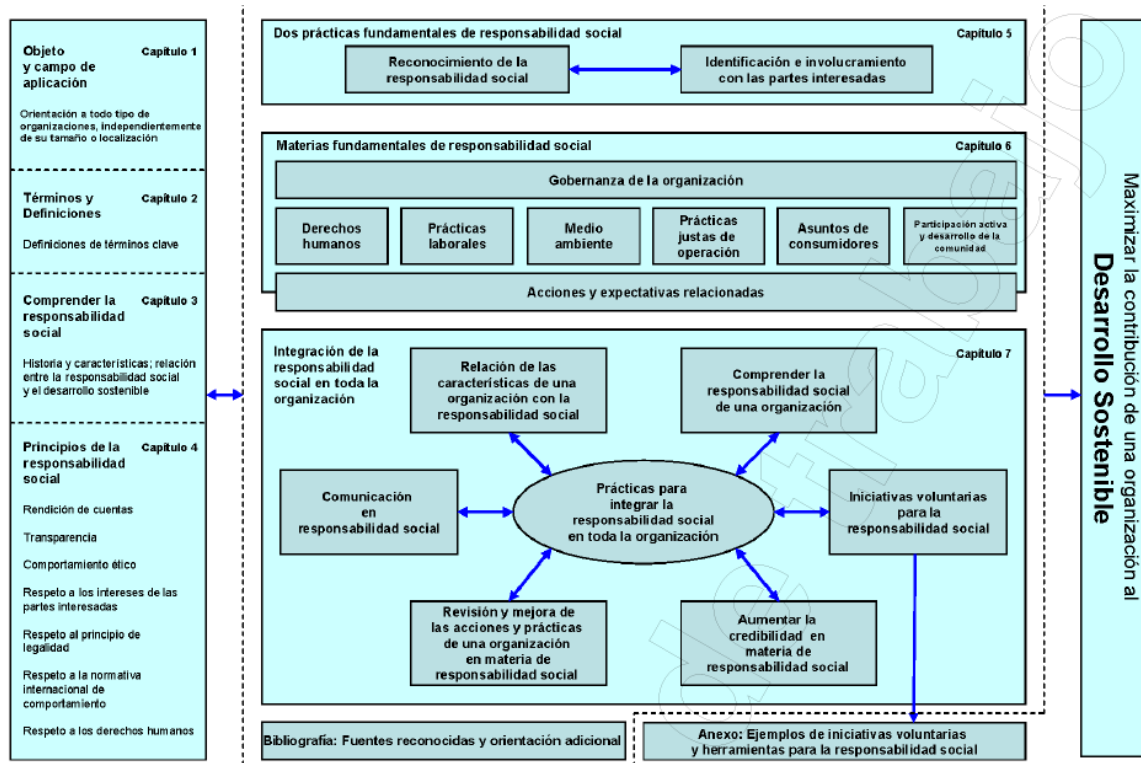 Objeto
y campo de
aplicación
Capítulo 1
Orientación a todo tipo de
organizaciones, independientemente
de su tamaño o localización
Términos y
Definiciones
Capítulo 2
Definiciones de términos clave
Comprender la
responsabilidad
social
Capítulo 3
Historia y características; relación
entre la responsabilidad social
y el desarrollo sostenible
Principios de la
responsabilidad
social
Capítulo 4
Rendición de cuentas
Transparencia
Comportamiento ético
Respeto a los intereses de las
partes interesadas
Respeto al principio de
legalidad
Respeto a la normativa
internacional de
comportamiento
Respeto a los derechos humanos
Dos prácticas fundamentales de responsabilidad social
Capítulo 5
Reconocimiento de la
responsabilidad social
Identificación e involucramiento
con las partes interesadas
Materias fundamentales de responsabilidad social
Capítulo 6
Gobernanza de la organización
Derechos
humanos
Prácticas
laborales
Medio
ambiente
Prácticas
justas de
operación
Asuntos de
consumidores
Participación activa
y desarrollo de la
comunidad
Acciones y expectativas relacionadas
Integración de la
responsabilidad
social en toda la
organización
Capítulo 7
Relación de las
características de una
organización con la
responsabilidad social
Comprender la
responsabilidad social
de una organización
Comunicación
en
responsabilidad social
Prácticas para
integrar la
responsabilidad social
en toda la organización
Iniciativas voluntarias
para la
responsabilidad social
Revisión y mejora de
las acciones y prácticas
de una organización
en materia de
responsabilidad social
Aumentar la
credibilidad en
materia de
responsabilidad social
Bibliografía: Fuentes reconocidas y orientación adicional
Anexo: Ejemplos de iniciativas voluntarias
y herramientas para la responsabilidad social
Maximizar la contribución de una organización al
Desarrollo Sostenible
de trabajo